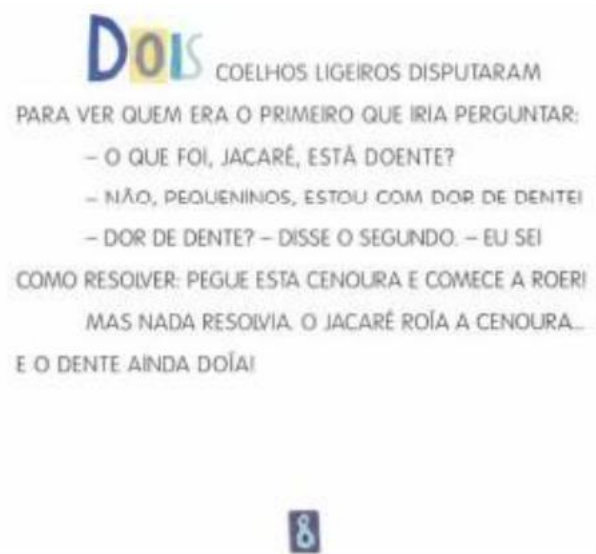 DOIS COELHOS LIGEIROS DISPUTARAM
PARA VER QUEM ERA O PRIMEIRO QUE IRIA PERGUNTAR:
– O QUE FOI, JACARÉ, ESTÁ DOENTE?
– NÃO, PEQUENINOS, ESTOU COM DOR DE DENTE!
– DOR DE DENTE? – DISSE O SEGUNDO. – EU SEI
COMO RESOLVER: PEGUE ESTA CENOURA E COMECE A ROER!
MAS NADA RESOLVIA. O JACARÉ ROÍA A CENOURA...
E O DENTE AINDA DOÍA!
8